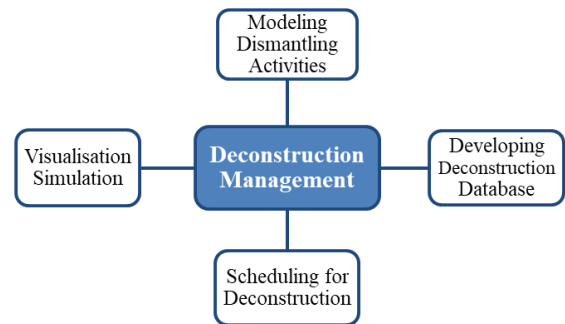 Modeling
Dismantling
Activities
Visualisation
Simulation
Deconstruction
Management
Developing
Deconstruction
Database
Scheduling for
Deconstruction